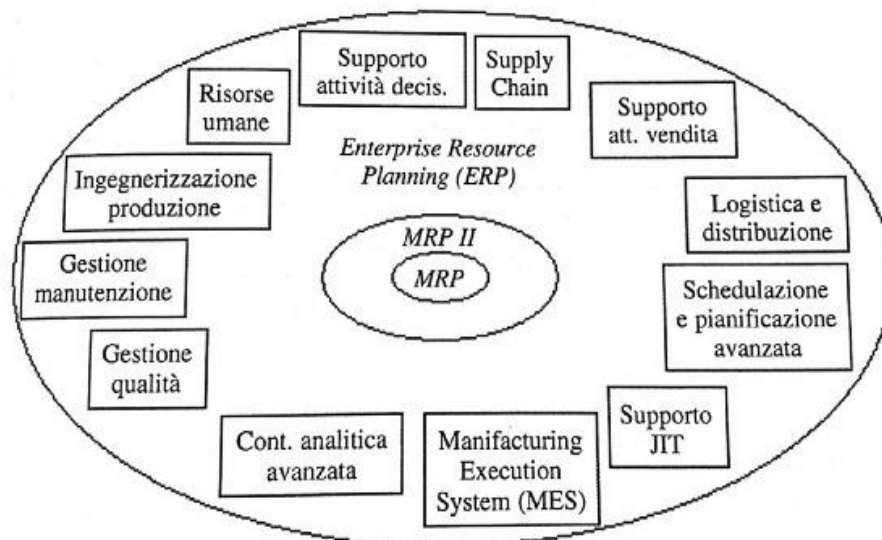 Supporto
attività decis.
Supply
Chain
Risorse
umane
Supporto
att. vendita
Enterprise Resource
Planning (ERP)
Ingegnerizzazione
produzione
Logistica e
distribuzione
MRP II
MRP
Gestione
manutenzione
Schedulazione
e pianificazione
avanzata
Gestione
qualità
Supporto
JIT
Cont. analitica
avanzata
Manifacturing
Execution
System (MES)